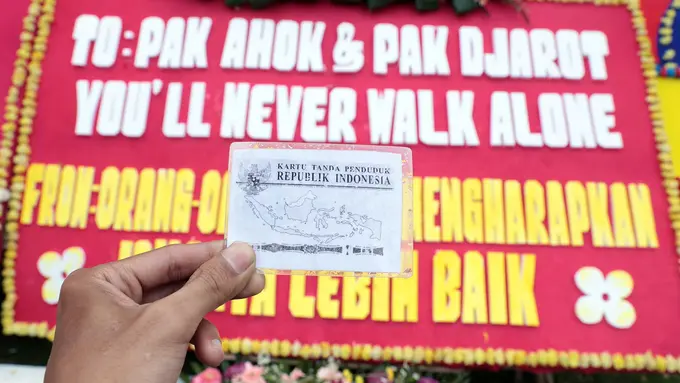 TO: PAK AHOK & PAK DJAROT
YOU'LL NEVER WALK ALONE
KARTU TANDA PENDUDUK
REPUBLIK INDONESIA
FROM: ORANG-
MENGHARAPKAN
LEBIH BAIK